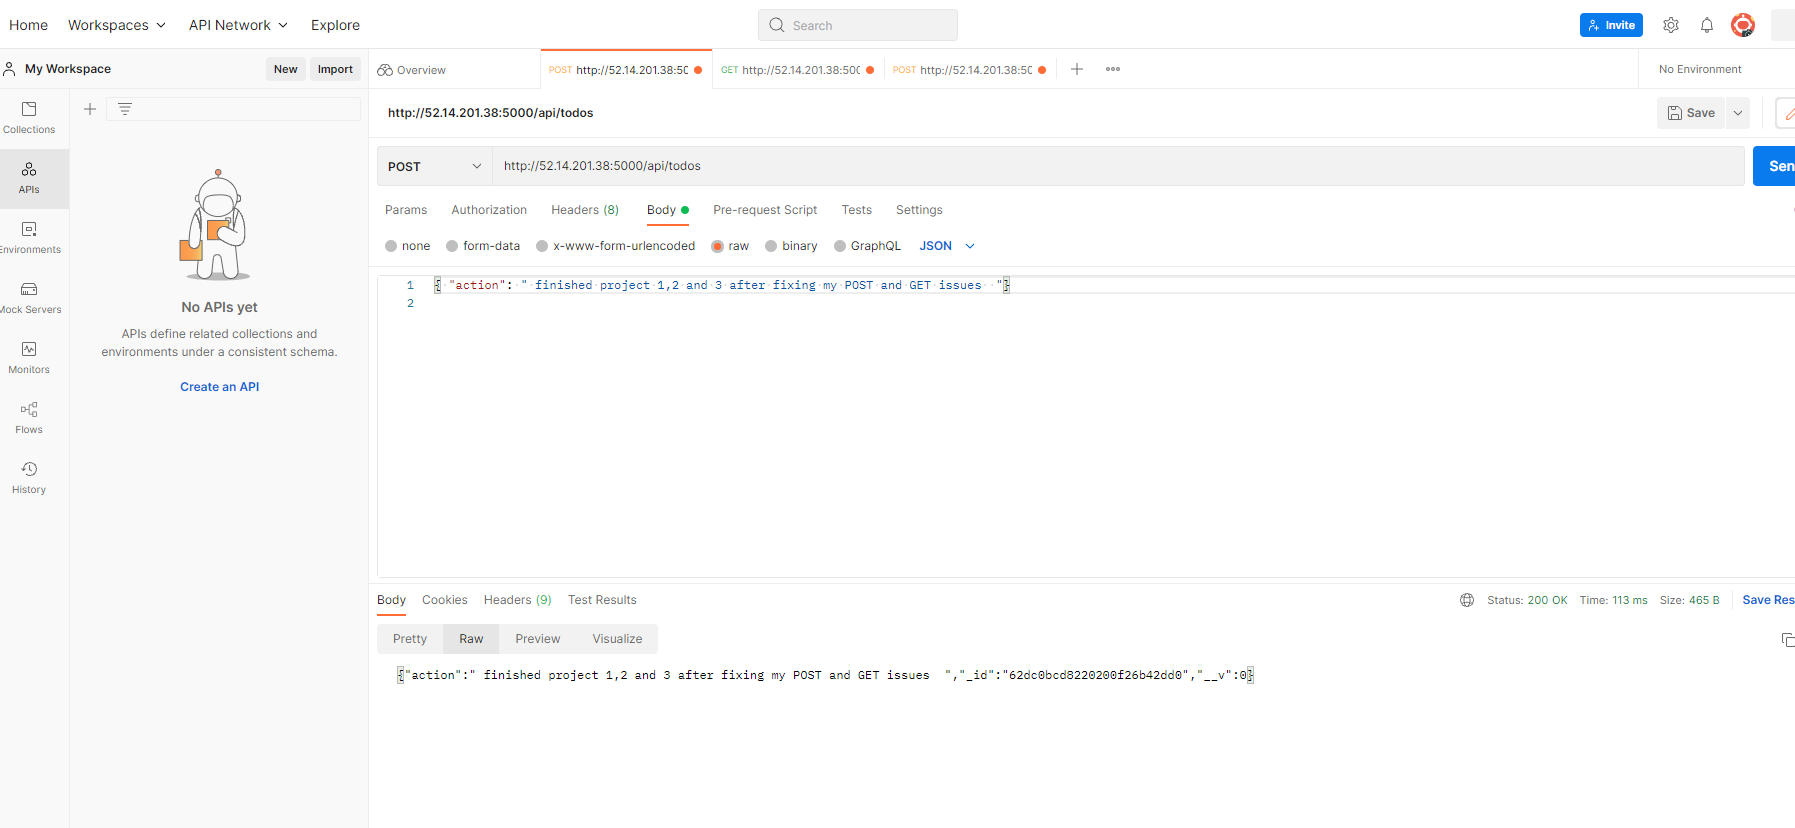 Home Workspaces API Network Explore Search Invite
My Workspace New Import Overview POST http://52.14.201.38:50 GET http://52.14.201.38:500 POST http://52.14.201.38:50 No Environment
http://52.14.201.38:5000/api/todos Save
Collections
POST http://52.14.201.38:5000/api/todos Sen
APIs
Params Authorization Headers (8) Body Pre-request Script Tests Settings
none form-data x-www-form-urlencoded raw binary GraphQL JSON
Environments
1 { "action": " finished project 1,2 and 3 after fixing my POST and GET issues  "}
2
No APIs yet
Mock Servers
APIs define related collections and
environments under a consistent schema.
Monitors
Create an API
Flows
History
Body Cookies Headers (9) Test Results Status: 200 OK Time: 113 ms Size: 465 B Save Res
Pretty Raw Preview Visualize
{"action":" finished project 1,2 and 3 after fixing my POST and GET issues  ","_id":"62dc0bcd8220200f26b42dd0","__v":0}